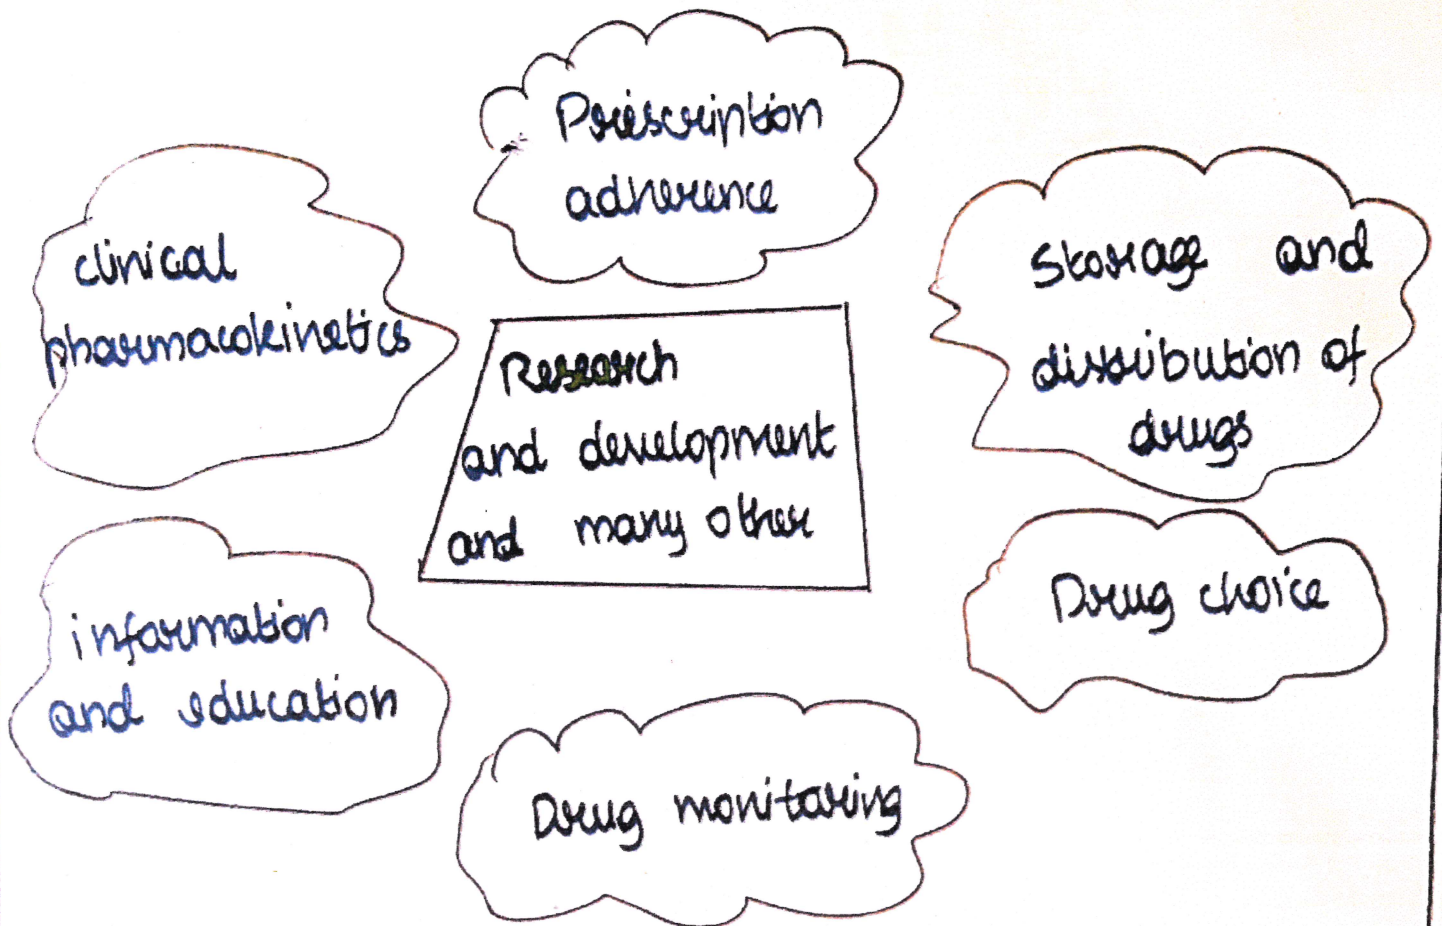 Prescription
adherence
clinical
pharmacokinetics
Storage and
distribution of
drugs
Research
and development
and many other
Drug choice
information
and education
Drug monitoring